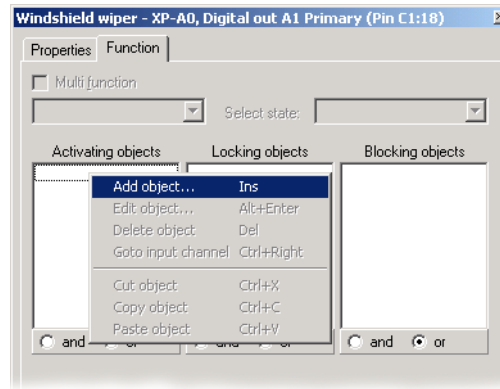 Windshield wiper - XP-A0, Digital out A1 Primary (Pin C1:18)
Properties Function
Multi function
Select state:
Activating objects Locking objects Blocking objects
Add object... Ins
Edit object... Alt+Enter
Delete object Del
Goto input channel Ctrl+Right
Cut object Ctrl+X
Copy object Ctrl+C
Paste object Ctrl+V
and and or